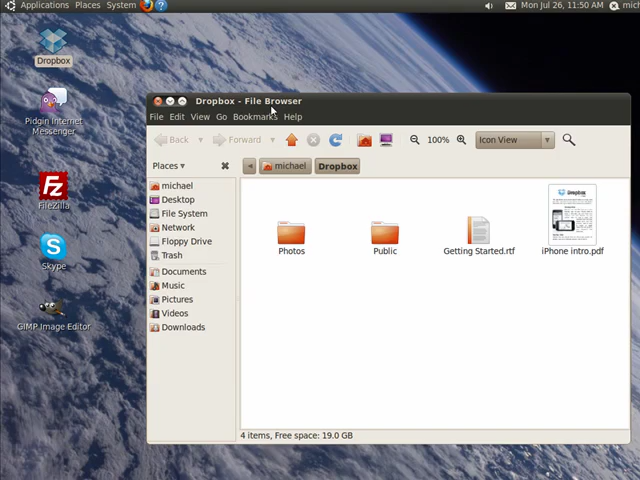 Applications Places System
Mon Jul 26, 11:50 AM
mich
Dropbox
Pidgin Internet
Messenger
FileZilla
Skype
GIMP Image Editor
Dropbox - File Browser
File Edit View Go Bookmarks Help
Back Forward 100% Icon View
Places
michael Dropbox
michael
Desktop
File System
Network
Floppy Drive
Trash
Documents
Music
Pictures
Videos
Downloads
Photos
Public
Getting Started.rtf
iPhone intro.pdf
4 items, Free space: 19.0 GB